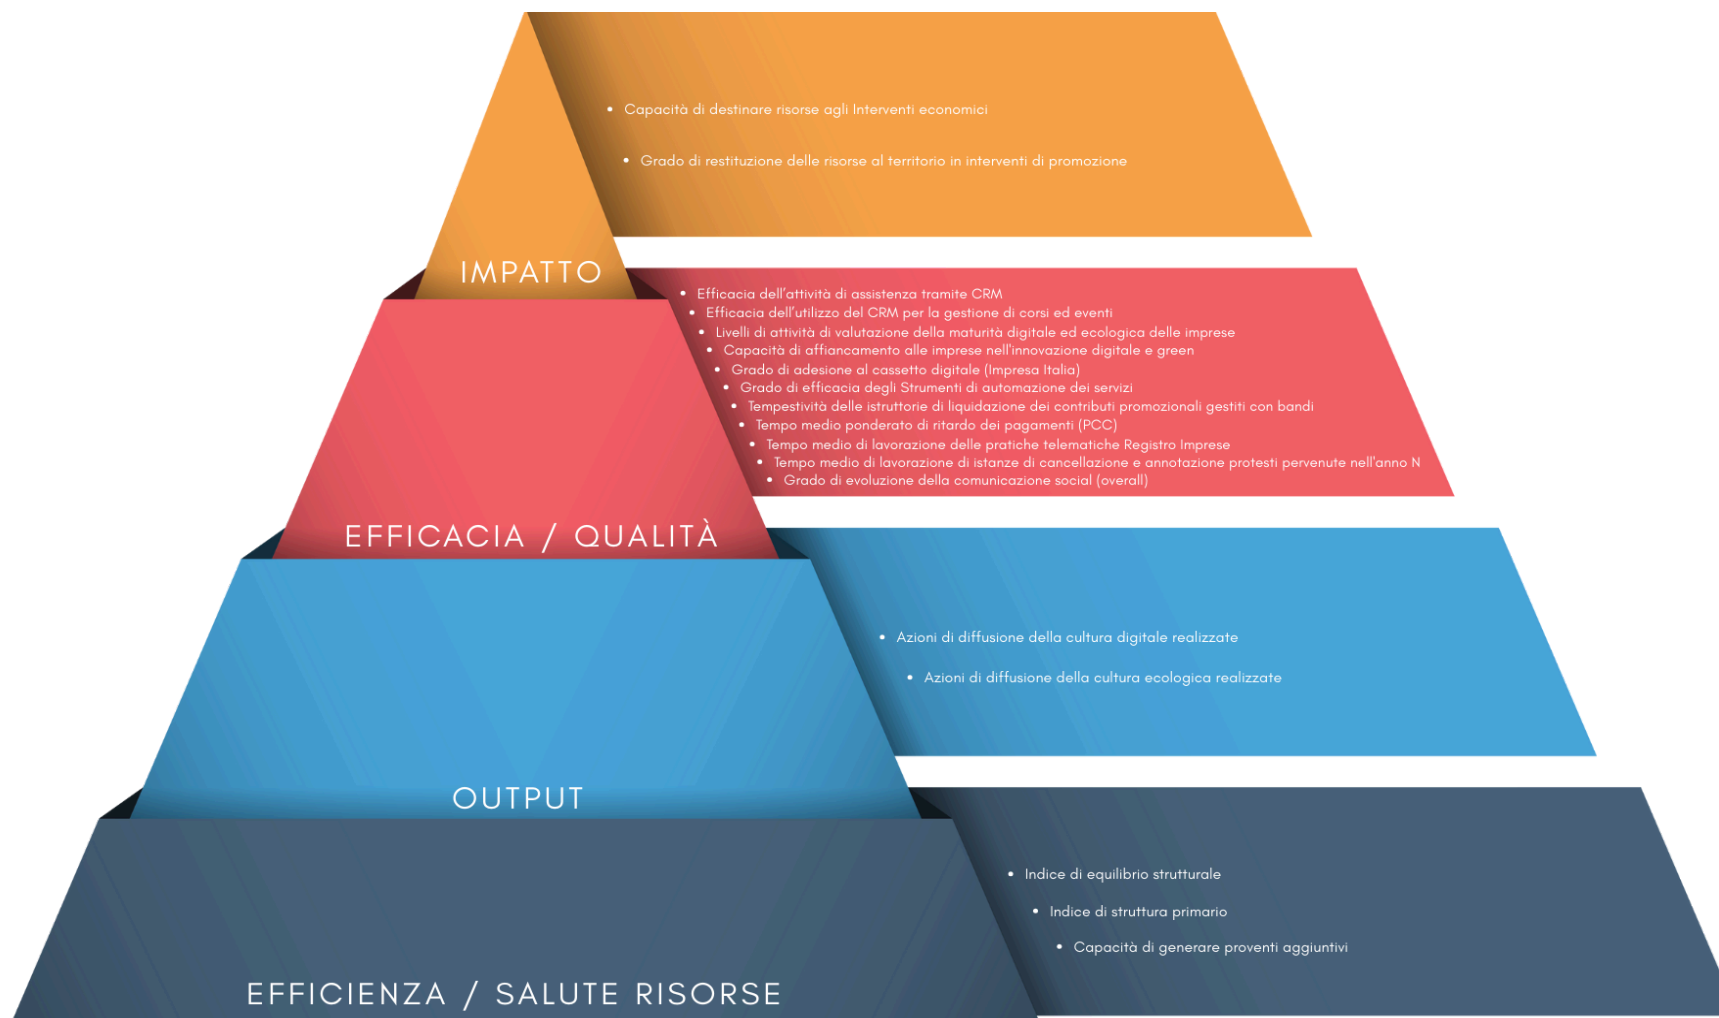 • Capacità di destinare risorse agli Interventi economici
• Grado di restituzione delle risorse al territorio in interventi di promozione
IMPATTO
• Efficacia dell'attività di assistenza tramite CRM
• Efficacia dell'utilizzo del CRM per la gestione di corsi ed eventi
• Livelli di attività di valutazione della maturità digitale ed ecologica delle imprese
• Capacità di affiancamento alle imprese nell'innovazione digitale e green
• Grado di adesione al cassetto digitale (Impresa Italia)
• Grado di efficacia degli Strumenti di automazione dei servizi
• Tempestività delle istruttorie di liquidazione dei contributi promozionali gestiti con bandi
• Tempo medio ponderato di ritardo dei pagamenti (PCC)
• Tempo medio di lavorazione delle pratiche telematiche Registro Imprese
• Tempo medio di lavorazione di istanze di cancellazione e annotazione protesti pervenute nell'anno N
• Grado di evoluzione della comunicazione social (overall)
EFFICACIA / QUALITÀ
• Azioni di diffusione della cultura digitale realizzate
• Azioni di diffusione della cultura ecologica realizzate
OUTPUT
• Indice di equilibrio strutturale
• Indice di struttura primario
• Capacità di generare proventi aggiuntivi
EFFICIENZA / SALUTE RISORSE